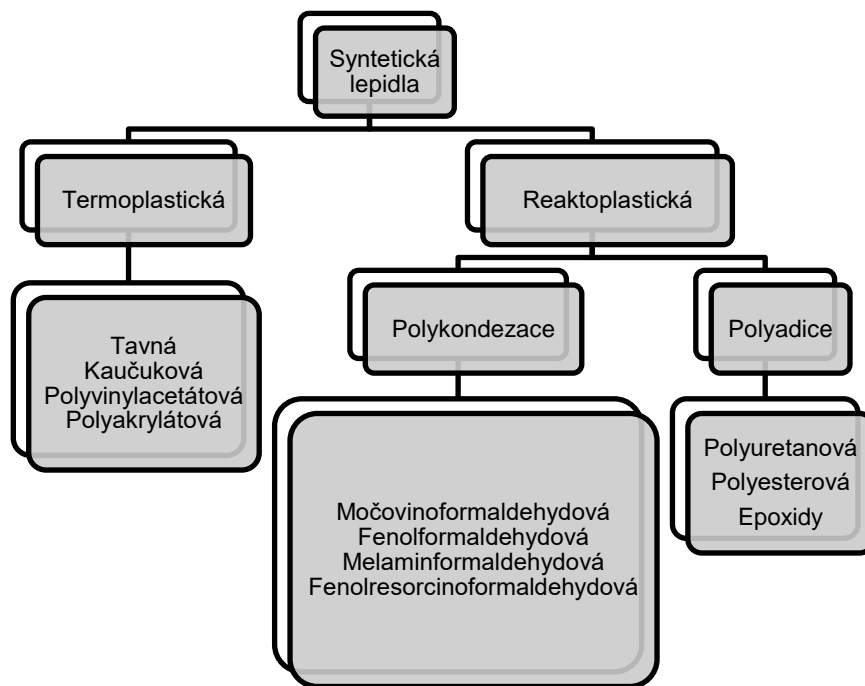 Syntetická
lepidla
Termoplastická
Reaktoplastická
Tavná
Kaučuková
Polyvinylacetátová
Polyakrylátová
Polykondezace
Polyadice
Močovinoformaldehydová
Fenolformaldehydová
Melaminformaldehydová
Fenolresorcinoformaldehydová
Polyuretanová
Polyesterová
Epoxidy